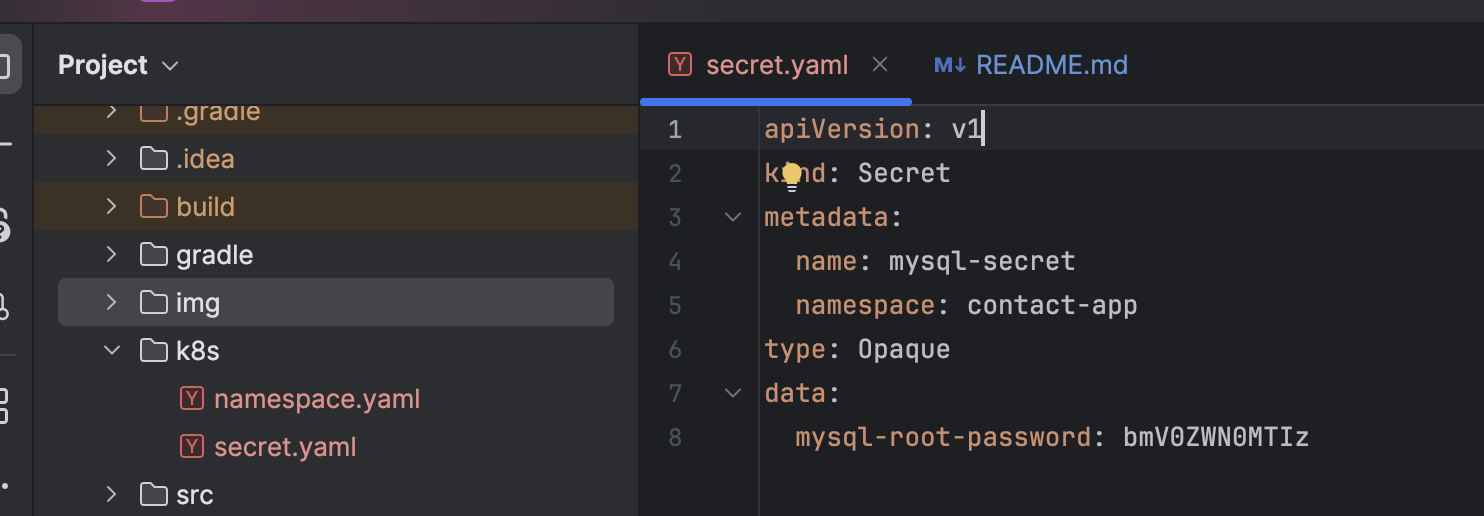 Project
secret.yaml
README.md
.gradle
.idea
build
gradle
img
k8s
namespace.yaml
secret.yaml
src
1 apiVersion: v1
2 kind: Secret
3 metadata:
4 name: mysql-secret
5 namespace: contact-app
6 type: Opaque
7 data:
8 mysql-root-password: bmV0ZWN0MTIz